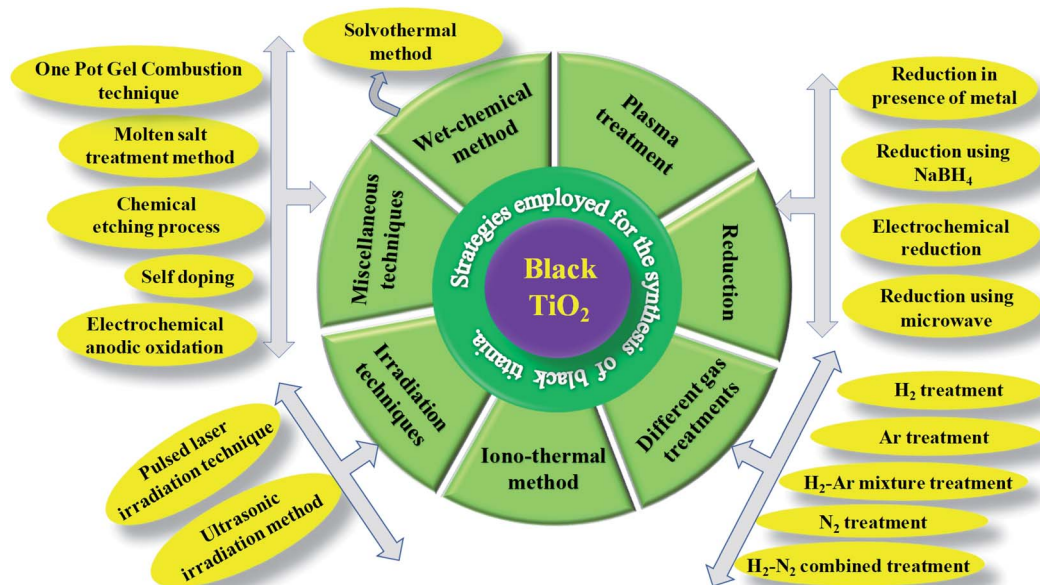 Solvothermal
method
One Pot Gel Combustion
technique
Molten salt
treatment method
Chemical
etching process
Self doping
Electrochemical
anodic oxidation
Wet-chemical
method
Plasma
treatment
Reduction
Different gas
treatments
Iono-thermal
method
Irradiation
techniques
Miscellaneous
techniques
Strategies employed for the synthesis of black titania.
Black
TiO₂
Reduction in
presence of metal
Reduction using
NaBH₄
Electrochemical
reduction
Reduction using
microwave
H₂ treatment
Ar treatment
H₂-Ar mixture treatment
N₂ treatment
H₂-N₂ combined treatment
Pulsed laser
irradiation technique
Ultrasonic
irradiation method